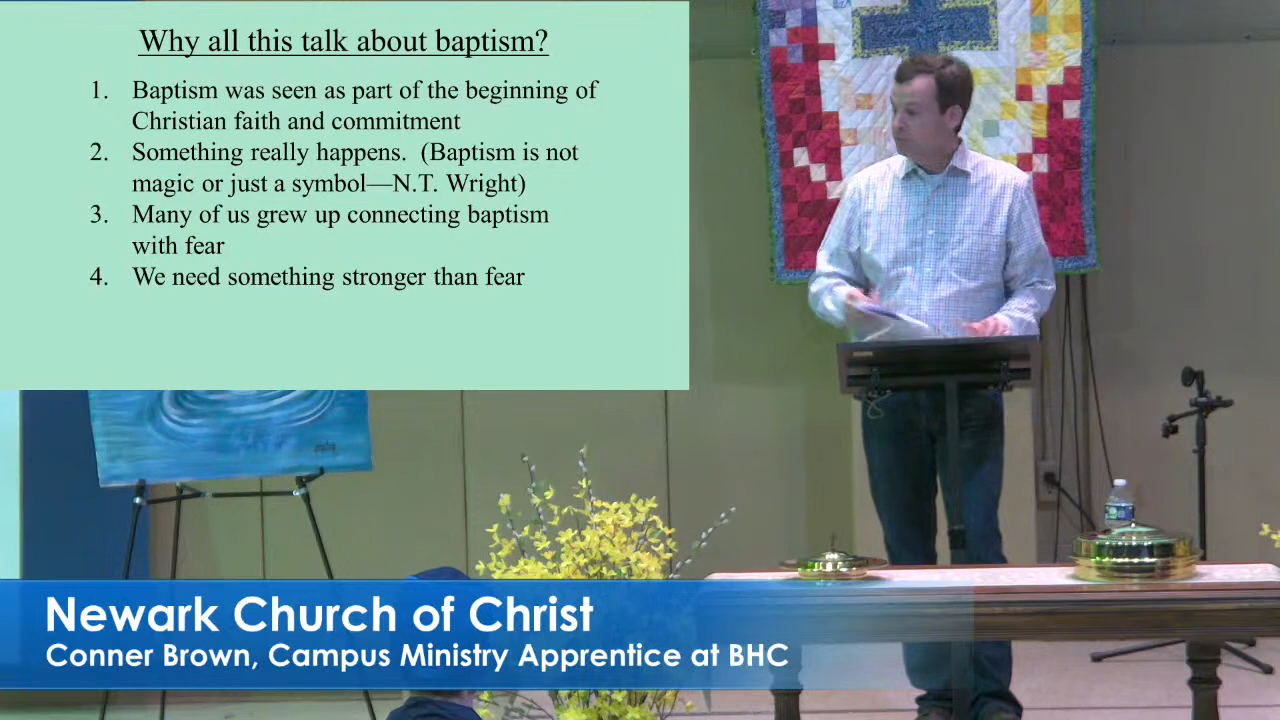 Why all this talk about baptism?
1. Baptism was seen as part of the beginning of
Christian faith and commitment
2. Something really happens. (Baptism is not
magic or just a symbol—N.T. Wright)
3. Many of us grew up connecting baptism
with fear
4. We need something stronger than fear
Newark Church of Christ
Conner Brown, Campus Ministry Apprentice at BHC